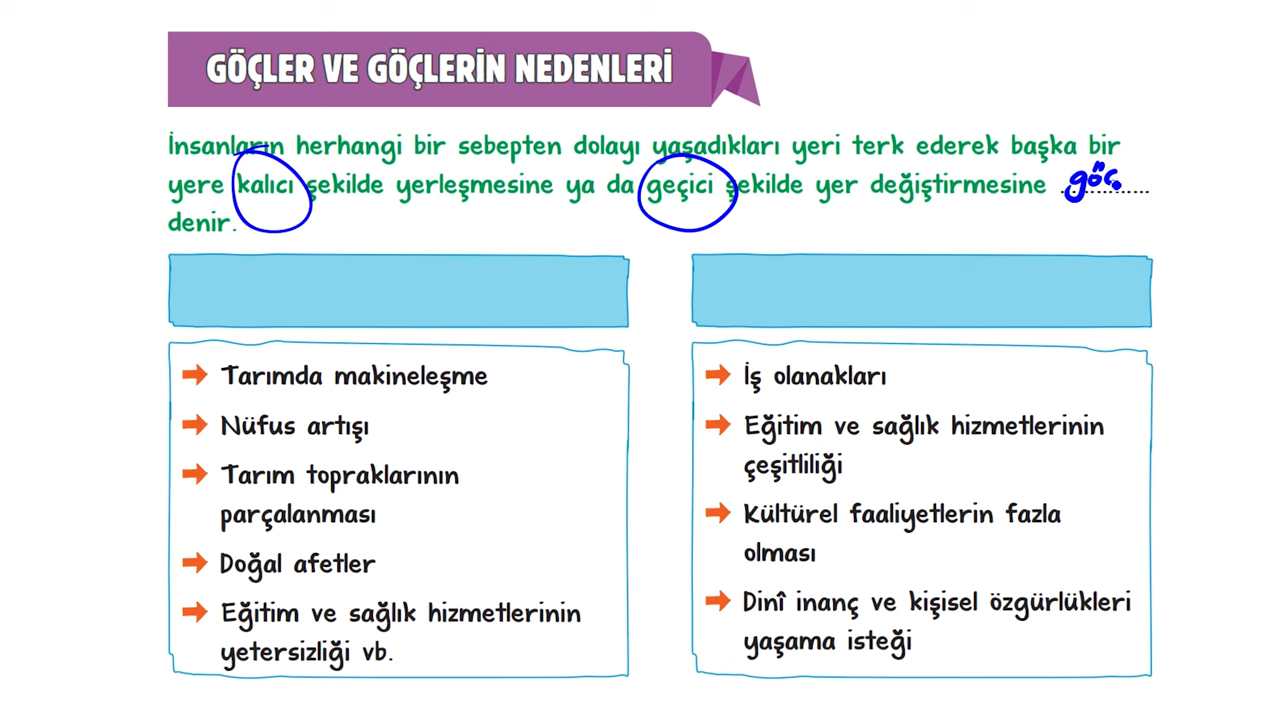 GÖÇLER VE GÖÇLERİN NEDENLERİ
İnsanların herhangi bir sebepten dolayı yaşadıkları yeri terk ederek başka bir
yere kalıcı şekilde yerleşmesine ya da geçici şekilde yer değiştirmesine göç
denir.
Tarımda makineleşme
Nüfus artışı
Tarım topraklarının
parçalanması
Doğal afetler
Eğitim ve sağlık hizmetlerinin
yetersizliği vb.
İş olanakları
Eğitim ve sağlık hizmetlerinin
çeşitliliği
Kültürel faaliyetlerin fazla
olması
Dinî inanç ve kişisel özgürlükleri
yaşama isteği